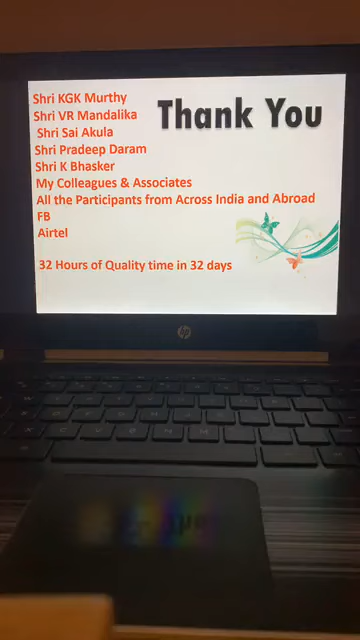 Thank You
Shri KGK Murthy
Shri VR Mandalika
Shri Sai Akula
Shri Pradeep Daram
Shri K Bhasker
My Colleagues & Associates
All the Participants from Across India and Abroad
FB
Airtel
32 Hours of Quality time in 32 days
hp